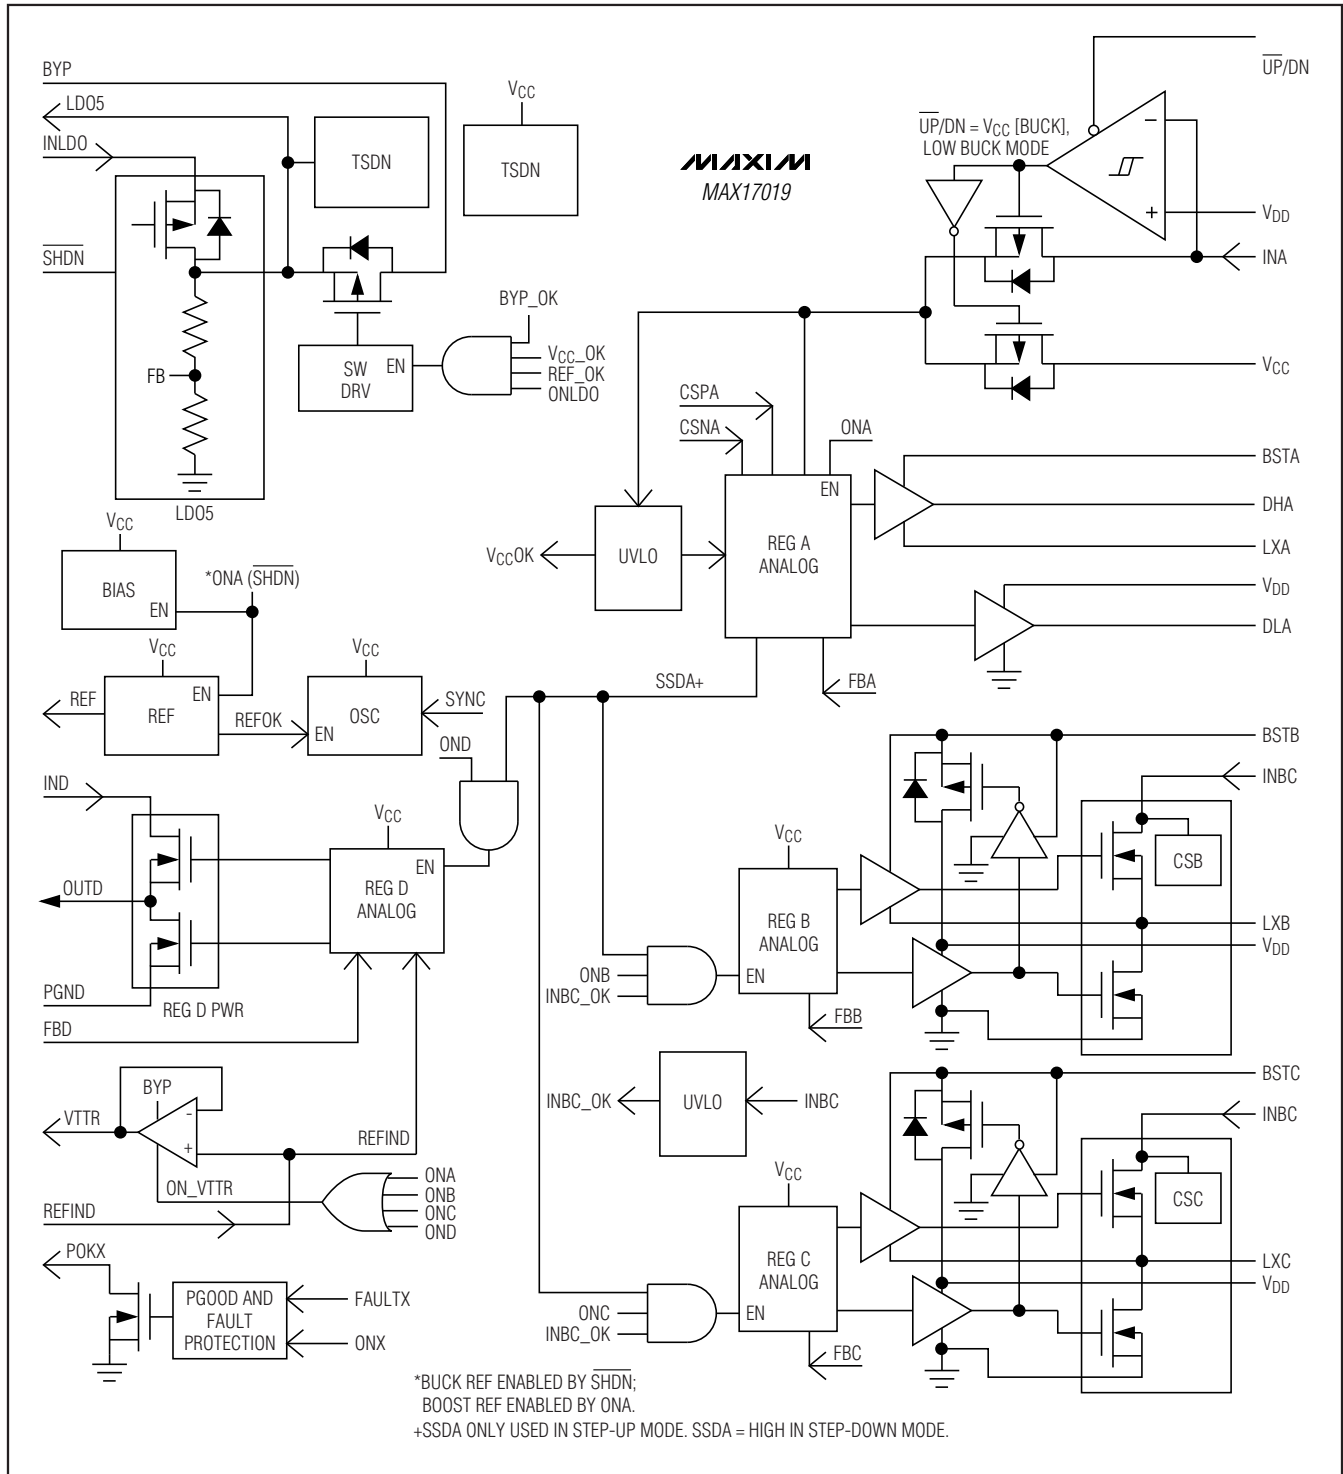 BYP
LDO5
INLDO
SHDN
TSDN
VCC
TSDN
MAXIM
MAX17019
UP/DN = VCC [BUCK],
LOW BUCK MODE
UP/DN
-
+
VDD
INA
VCC
FB
LDO5
SW
DRV
EN
BYP_OK
VCC_OK
REF_OK
ONLDO
CSPA
CSNA
ONA
EN
REG A
ANALOG
UVLO
VCCOK
BSTA
DHA
LXA
VDD
DLA
FBA
SSDA+
VCC
BIAS
EN
*ONA (SHDN)
VCC
REF
EN
REF
REFOK
VCC
OSC
EN
SYNC
OND
IND
OUTD
PGND
REG D PWR
FBD
VCC
EN
REG D
ANALOG
REFIND
BYP
-
+
VTTR
ON_VTTR
REFIND
ONA
ONB
ONC
OND
POKX
PGOOD AND
FAULT
PROTECTION
FAULTX
ONX
VCC
REG B
ANALOG
EN
ONB
INBC_OK
FBB
BSTB
INBC
CSB
LXB
VDD
INBC_OK
UVLO
INBC
VCC
REG C
ANALOG
EN
ONC
INBC_OK
FBC
BSTC
INBC
CSC
LXC
VDD
*BUCK REF ENABLED BY SHDN;
BOOST REF ENABLED BY ONA.
+SSDA ONLY USED IN STEP-UP MODE. SSDA = HIGH IN STEP-DOWN MODE.